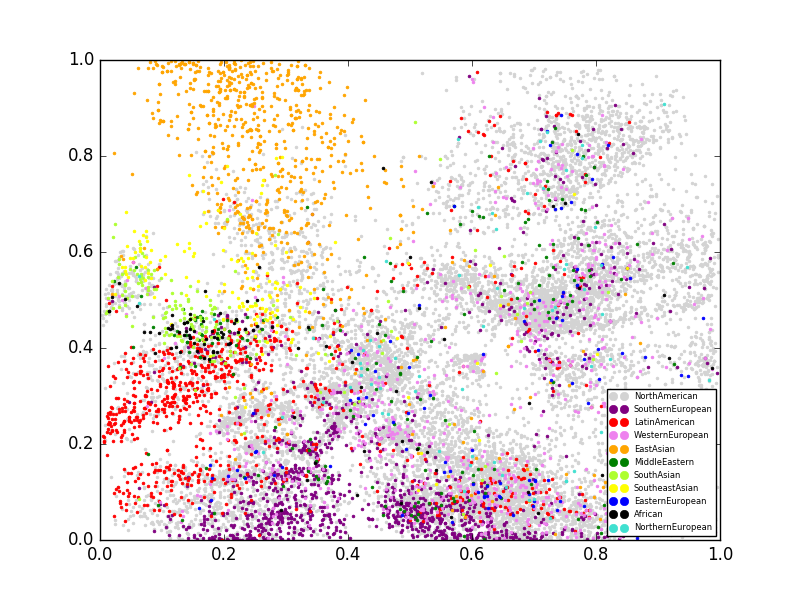 1.0
0.8
0.6
0.4
0.2
0.0
0.0 0.2 0.4 0.6 0.8 1.0
NorthAmerican
SouthernEuropean
LatinAmerican
WesternEuropean
EastAsian
MiddleEastern
SouthAsian
SoutheastAsian
EasternEuropean
African
NorthernEuropean